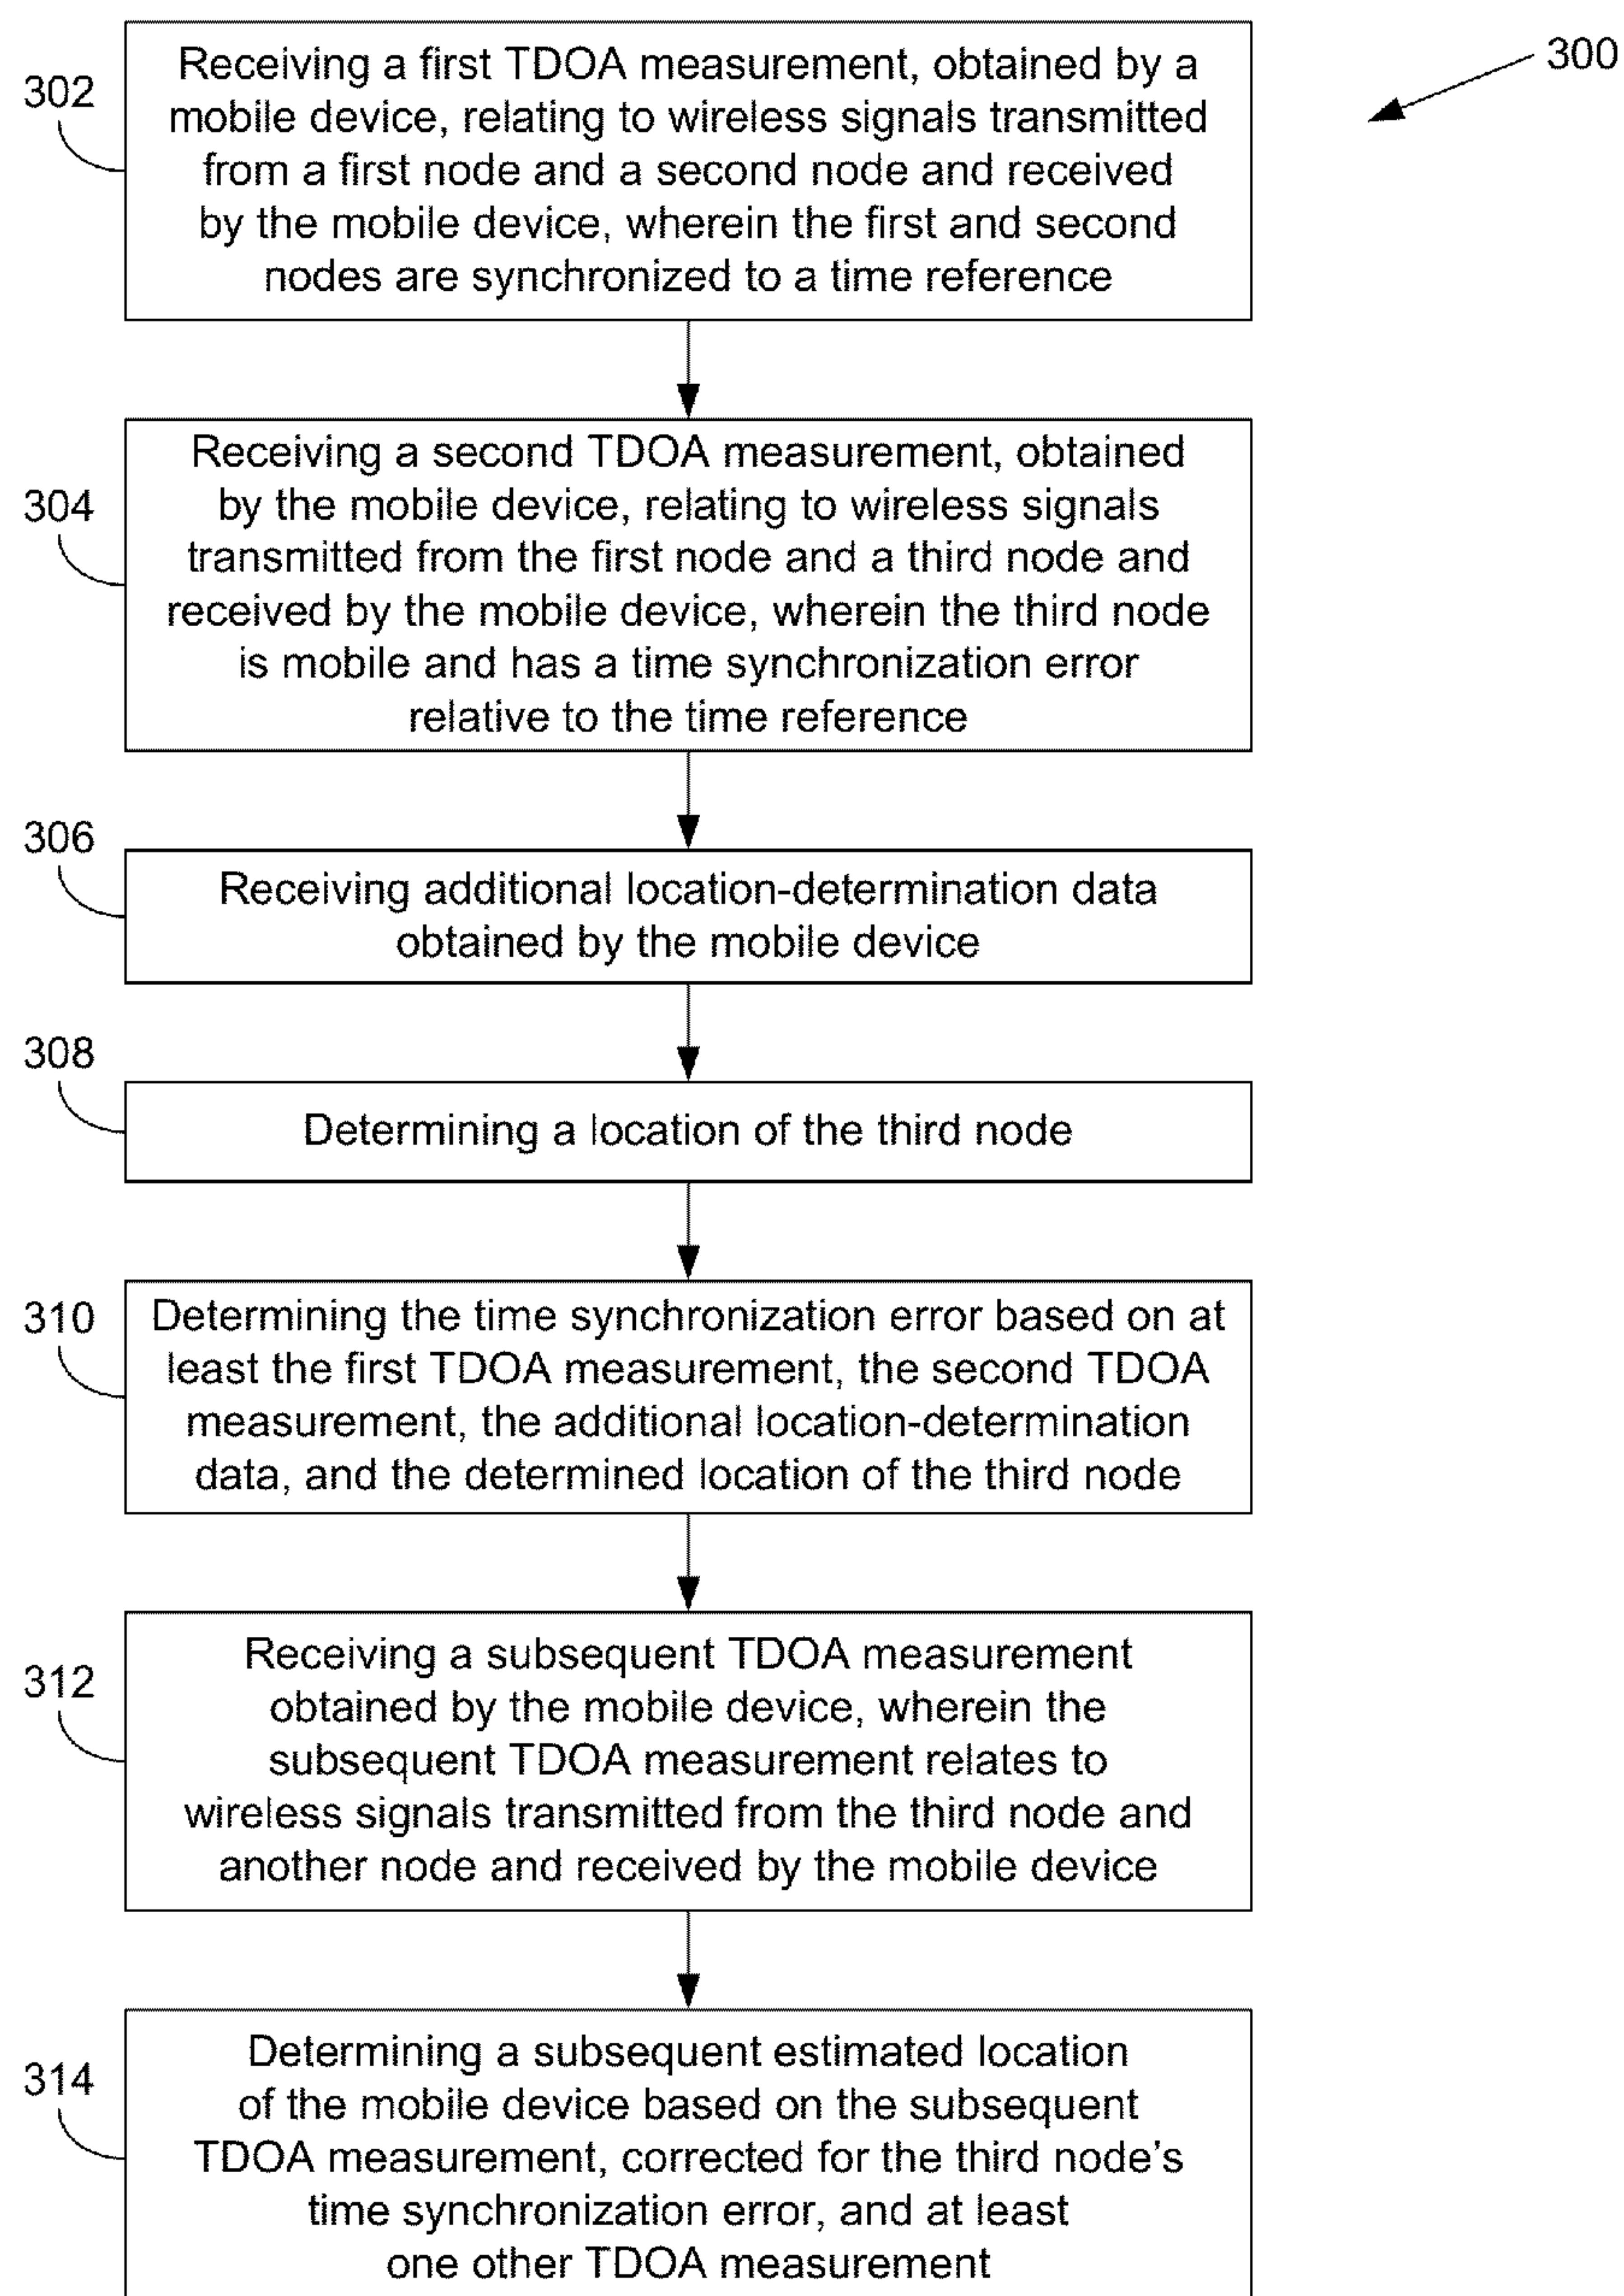 300
302
Receiving a first TDOA measurement, obtained by a
mobile device, relating to wireless signals transmitted
from a first node and a second node and received
by the mobile device, wherein the first and second
nodes are synchronized to a time reference
304
Receiving a second TDOA measurement, obtained
by the mobile device, relating to wireless signals
transmitted from the first node and a third node and
received by the mobile device, wherein the third node
is mobile and has a time synchronization error
relative to the time reference
306
Receiving additional location-determination data
obtained by the mobile device
308
Determining a location of the third node
310
Determining the time synchronization error based on at
least the first TDOA measurement, the second TDOA
measurement, the additional location-determination
data, and the determined location of the third node
312
Receiving a subsequent TDOA measurement
obtained by the mobile device, wherein the
subsequent TDOA measurement relates to
wireless signals transmitted from the third node and
another node and received by the mobile device
314
Determining a subsequent estimated location
of the mobile device based on the subsequent
TDOA measurement, corrected for the third node’s
time synchronization error, and at least
one other TDOA measurement